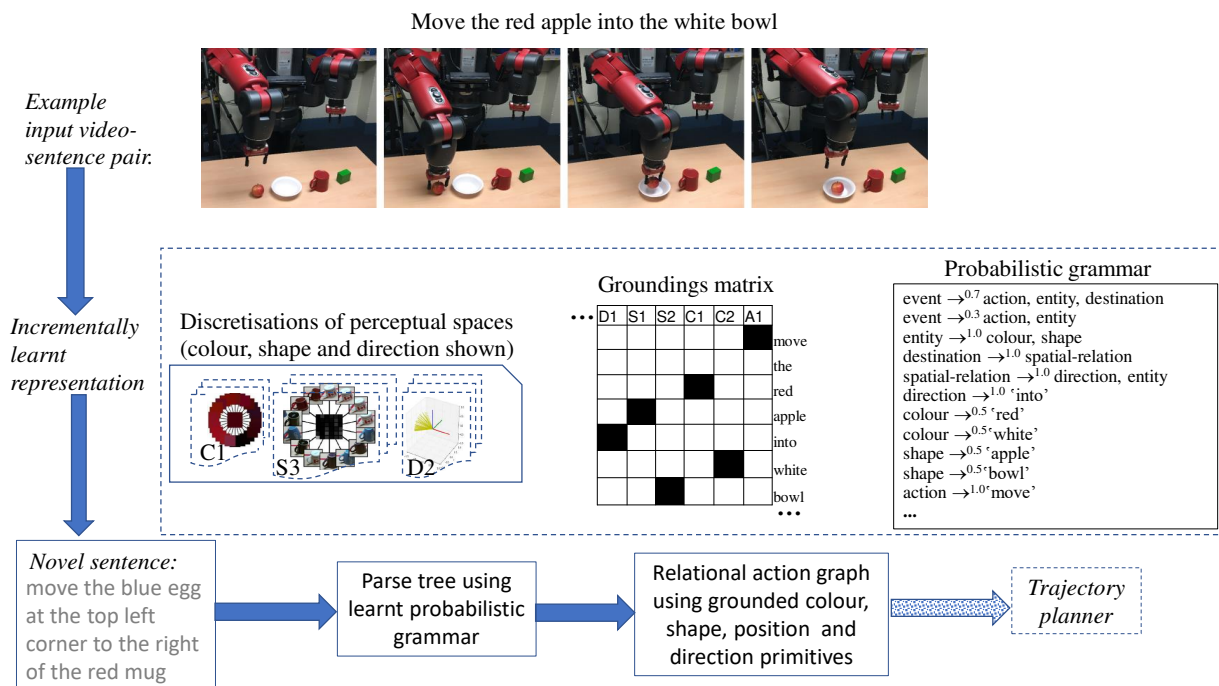 Move the red apple into the white bowl
Example
input video-
sentence pair.
Incrementally
learnt
representation
Discretisations of perceptual spaces
(colour, shape and direction shown)
C1
S3
D2
Groundings matrix
••• D1 S1 S2 C1 C2 A1
move
the
red
apple
into
white
bowl
•••
Probabilistic grammar
event →0.7 action, entity, destination
event →0.3 action, entity
entity →1.0 colour, shape
destination →1.0 spatial-relation
spatial-relation →1.0 direction, entity
direction →1.0 ‘into’
colour →0.5 ‘red’
colour →0.5 ‘white’
shape →0.5 ‘apple’
shape →0.5 ‘bowl’
action →1.0 ‘move’
...
Novel sentence:
move the blue egg
at the top left
corner to the right
of the red mug
Parse tree using
learnt probabilistic
grammar
Relational action graph
using grounded colour,
shape, position and
direction primitives
Trajectory
planner